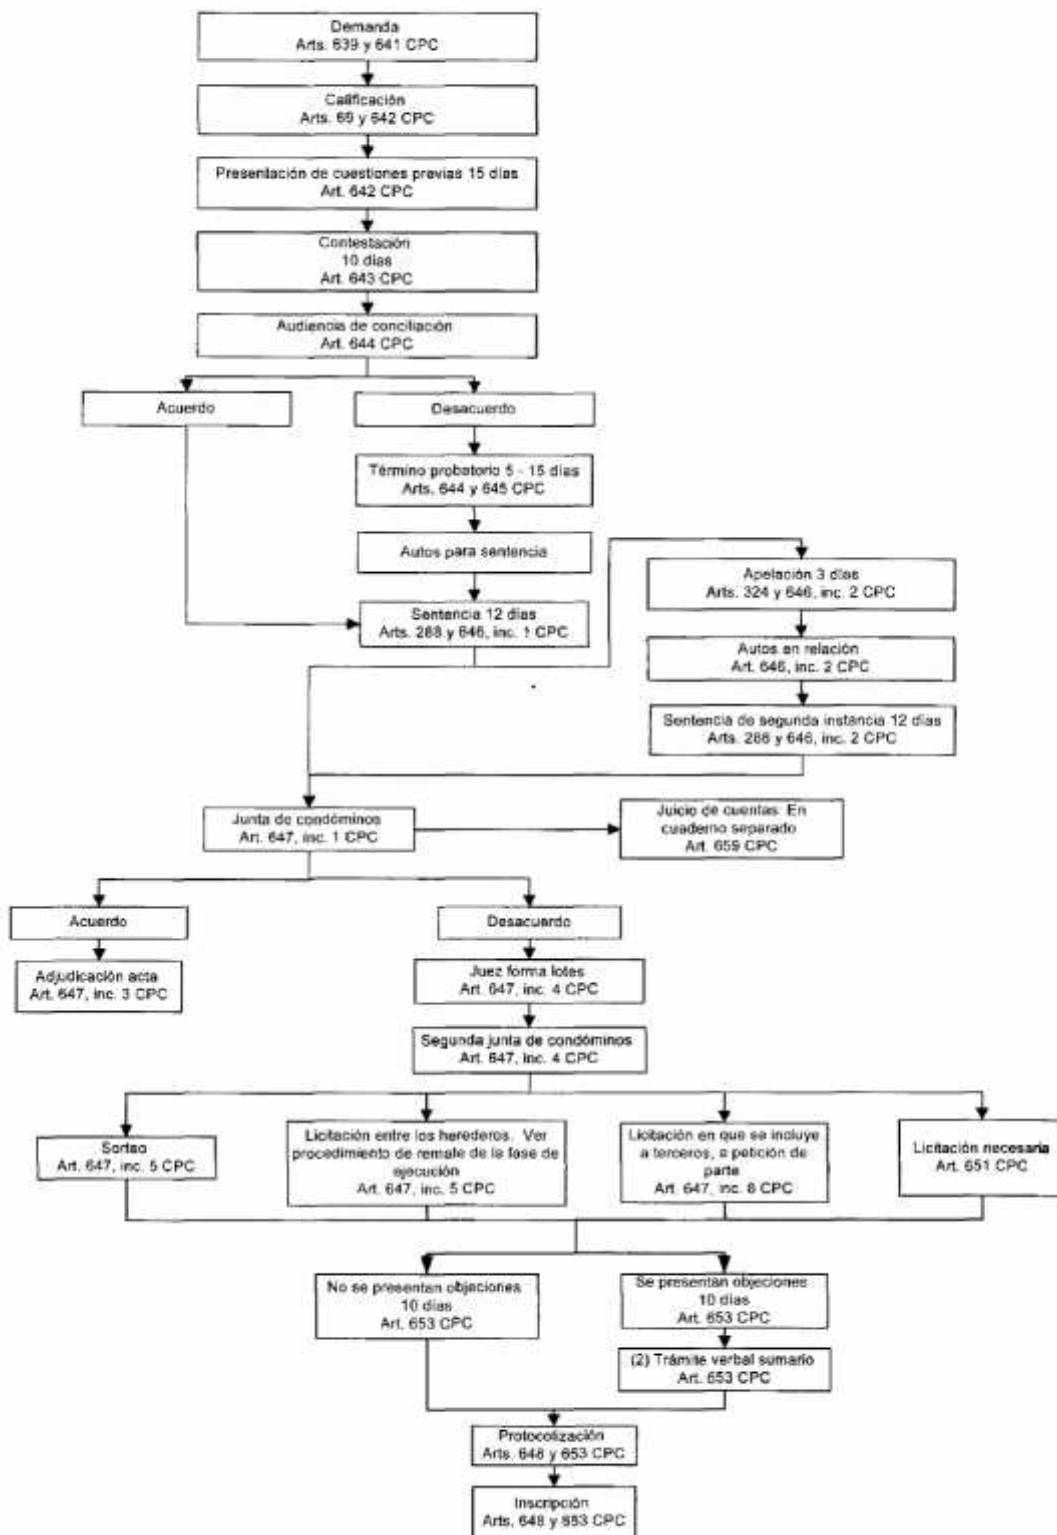 Demanda
Arts. 639 y 641 CPC
Calificación
Arts. 69 y 642 CPC
Presentación de cuestiones previas 15 días
Art. 642 CPC
Contestación
10 días
Art. 643 CPC
Audiencia de conciliación
Art. 644 CPC
Acuerdo
Desacuerdo
Término probatorio 5 - 15 días
Arts. 644 y 645 CPC
Autos para sentencia
Sentencia 12 días
Arts. 288 y 646, inc. 1 CPC
Apelación 3 días
Arts. 324 y 646, inc. 2 CPC
Autos en relación
Art. 646, inc. 2 CPC
Sentencia de segunda instancia 12 días
Arts. 288 y 646, inc. 2 CPC
Junta de condóminos
Art. 647, inc. 1 CPC
Juicio de cuentas: En
cuaderno separado
Art. 659 CPC
Acuerdo
Desacuerdo
Adjudicación acta
Art. 647, inc. 3 CPC
Juez forma lotes
Art. 647, inc. 4 CPC
Segunda junta de condóminos
Art. 647, inc. 4 CPC
Sorteo
Art. 647, inc. 5 CPC
Licitación entre los herederos. Ver
procedimiento de remate de la fase de
ejecución
Art. 647, inc. 5 CPC
Licitación en que se incluye
a terceros, a petición de
parte
Art. 647, inc. 6 CPC
Licitación necesaria
Art. 651 CPC
No se presentan objeciones
10 días
Art. 653 CPC
Se presentan objeciones
10 días
Art. 653 CPC
(2) Trámite verbal sumario
Art. 653 CPC
Protocolización
Arts. 648 y 653 CPC
Inscripción
Arts. 648 y 653 CPC